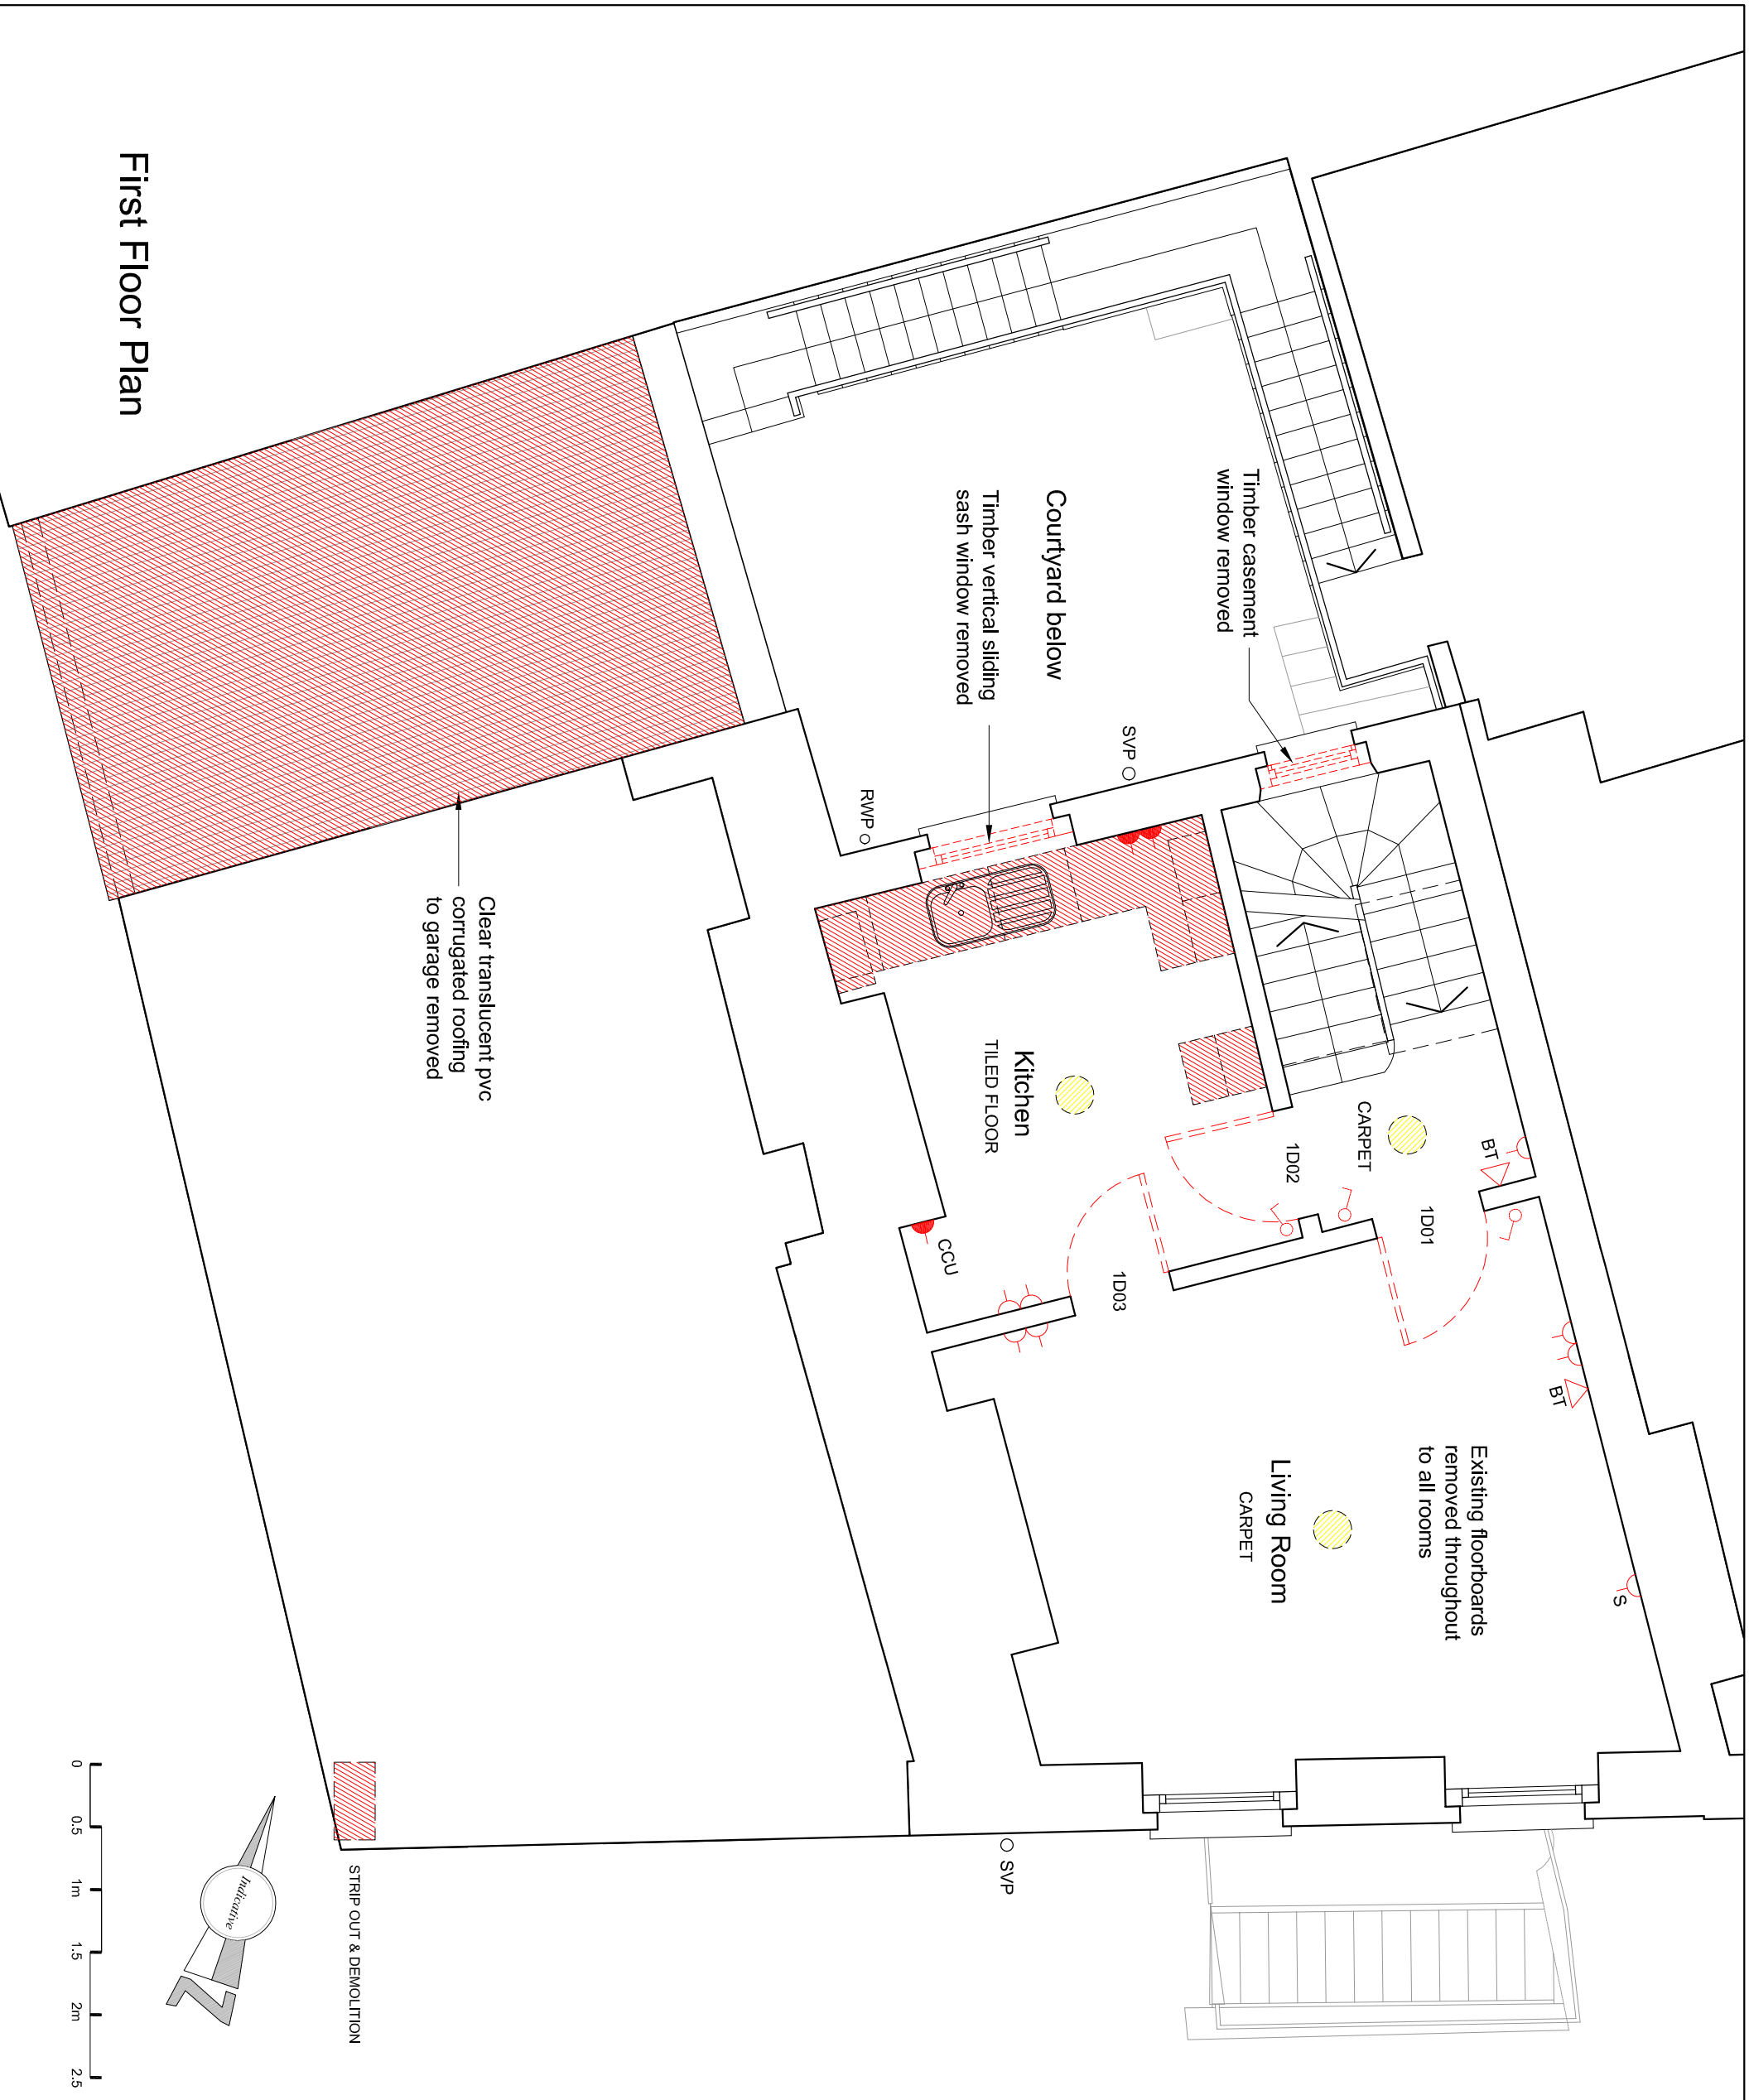 BT
S
BT
Existing floorboards
removed throughout
to all rooms
1D01
CARPET
1D02
Living Room
CARPET
Timber casement
window removed
SVP
1D03
Courtyard below
Kitchen
TILED FLOOR
Timber vertical sliding
sash window removed
RWP
CCU
SVP
Clear translucent pvc
corrugated roofing
to garage removed
STRIP OUT & DEMOLITION
Indicative
N
First Floor Plan
0 0.5 1m 1.5 2m 2.5